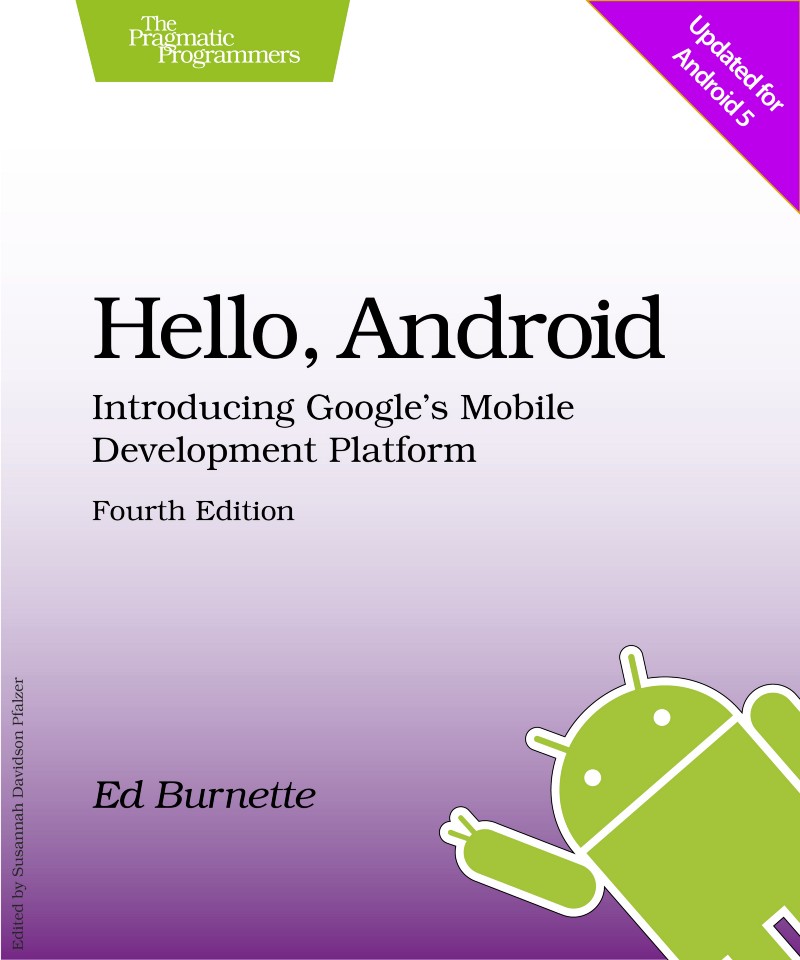 The
Pragmatic
Programmers
Updated for
Android 5
Hello, Android
Introducing Google's Mobile
Development Platform
Fourth Edition
Ed Burnette
Edited by Susannah Davidson Pfalzer